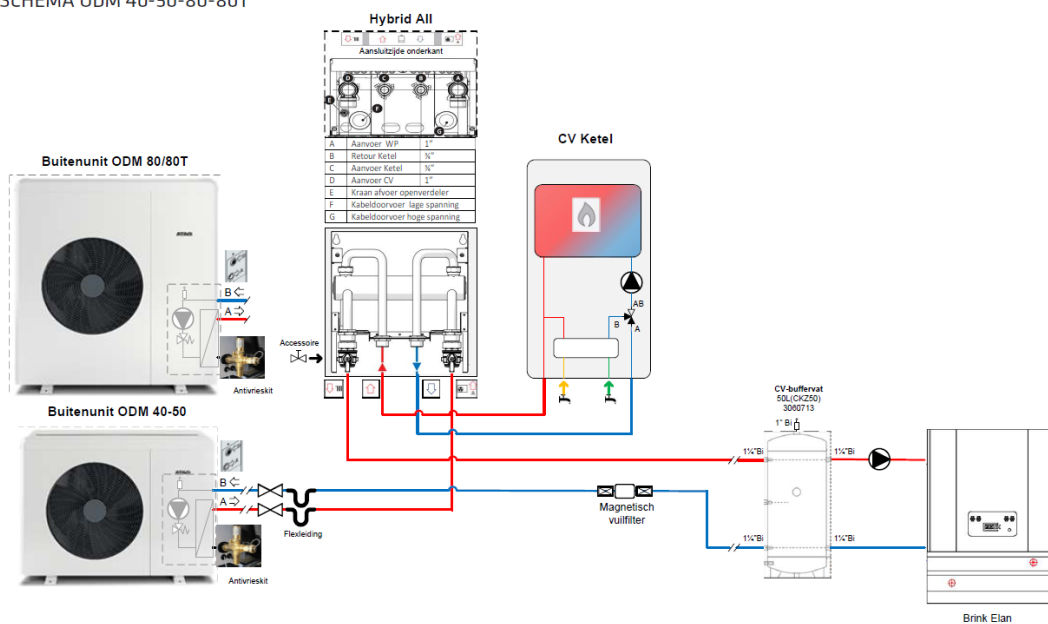 SCHEMA ODM 40-50-80-80T
Hybrid All
Aansluitzijde onderkant
D C B A
E F G
A Aanvoer WP 1"
B Retour Ketel ¾"
C Aanvoer Ketel ¾"
D Aanvoer CV 1"
E Kraan afvoer openverdeler
F Kabeldoorvoer lage spanning
G Kabeldoorvoer hoge spanning
CV Ketel
AB
B
A
Buitenunit ODM 80/80T
B
A
Antivrieskit
Accessoire
Buitenunit ODM 40-50
B
A
Flexleiding
Antivrieskit
Magnetisch
vuilfilter
CV-buffervat
50L(CKZ50)
3060713
1" Bi
1¼"Bi
1¼"Bi
1¼"Bi
1¼"Bi
Brink Elan